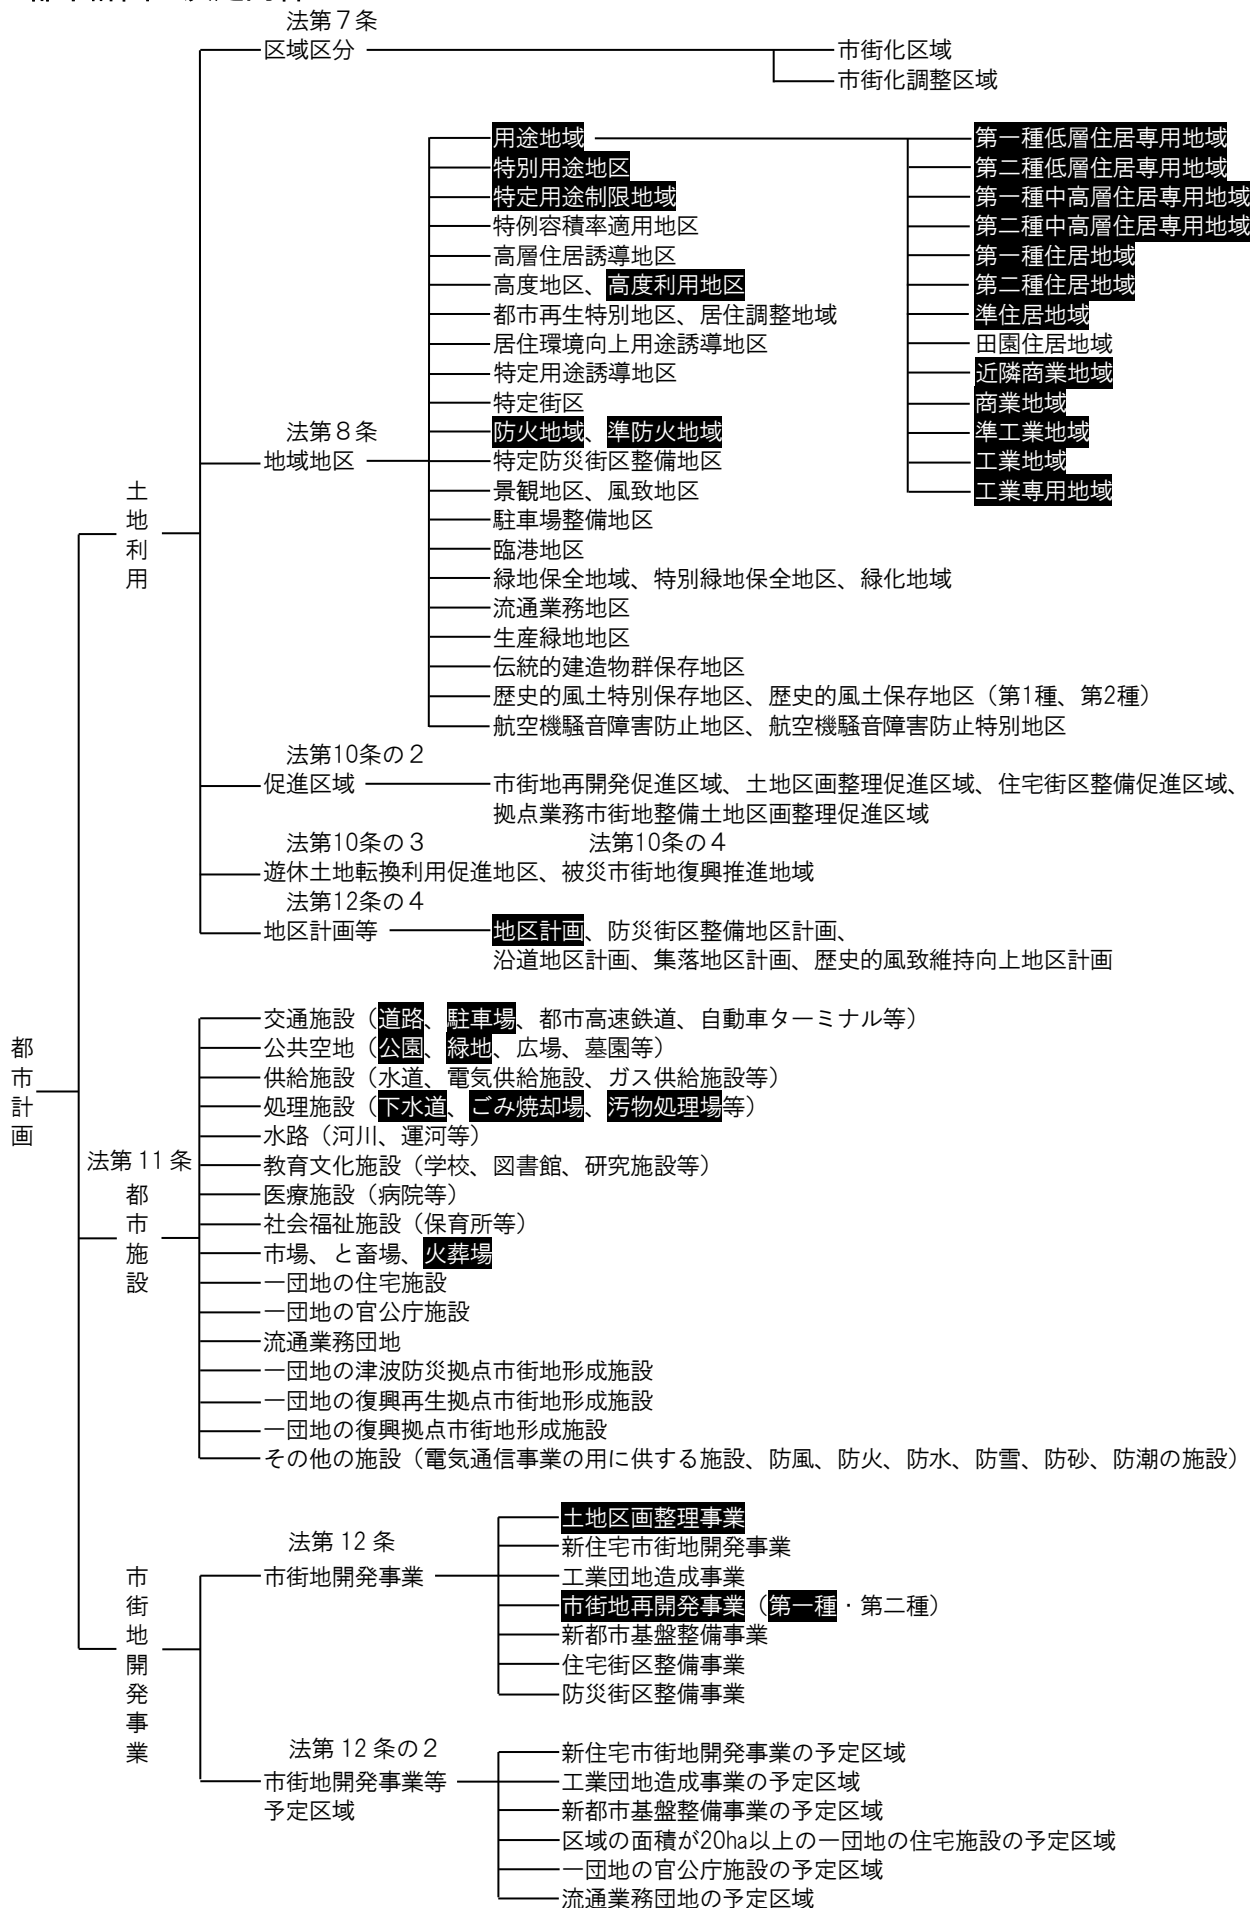 法第７条
区域区分
市街化区域
市街化調整区域
用途地域
特別用途地区
特定用途制限地域
特例容積率適用地区
高層住居誘導地区
高度地区、高度利用地区
都市再生特別地区、居住調整地域
居住環境向上用途誘導地区
特定用途誘導地区
特定街区
防火地域、準防火地域
特定防災街区整備地区
景観地区、風致地区
駐車場整備地区
臨港地区
緑地保全地域、特別緑地保全地区、緑化地域
流通業務地区
生産緑地地区
伝統的建造物群保存地区
歴史的風土特別保存地区、歴史的風土保存地区（第1種、第2種）
航空機騒音障害防止地区、航空機騒音障害防止特別地区
第一種低層住居専用地域
第二種低層住居専用地域
第一種中高層住居専用地域
第二種中高層住居専用地域
第一種住居地域
第二種住居地域
準住居地域
田園住居地域
近隣商業地域
商業地域
準工業地域
工業地域
工業専用地域
法第８条
地域地区
土地利用
法第10条の２
促進区域
市街地再開発促進区域、土地区画整理促進区域、住宅街区整備促進区域、
拠点業務市街地整備土地区画整理促進区域
法第10条の３
法第10条の４
遊休土地転換利用促進地区、被災市街地復興推進地域
法第12条の４
地区計画等
地区計画、防災街区整備地区計画、
沿道地区計画、集落地区計画、歴史的風致維持向上地区計画
都市計画
交通施設（道路、駐車場、都市高速鉄道、自動車ターミナル等）
公共空地（公園、緑地、広場、墓園等）
供給施設（水道、電気供給施設、ガス供給施設等）
処理施設（下水道、ごみ焼却場、汚物処理場等）
水路（河川、運河等）
法第 11 条
都市施設
教育文化施設（学校、図書館、研究施設等）
医療施設（病院等）
社会福祉施設（保育所等）
市場、と畜場、火葬場
一団地の住宅施設
一団地の官公庁施設
流通業務団地
一団地の津波防災拠点市街地形成施設
一団地の復興再生拠点市街地形成施設
一団地の復興拠点市街地形成施設
その他の施設（電気通信事業の用に供する施設、防風、防火、防水、防雪、防砂、防潮の施設）
市街地開発事業
法第 12 条
市街地開発事業
土地区画整理事業
新住宅市街地開発事業
工業団地造成事業
市街地再開発事業（第一種・第二種）
新都市基盤整備事業
住宅街区整備事業
防災街区整備事業
法第 12 条の２
市街地開発事業等
予定区域
新住宅市街地開発事業の予定区域
工業団地造成事業の予定区域
新都市基盤整備事業の予定区域
区域の面積が20ha以上の一団地の住宅施設の予定区域
一団地の官公庁施設の予定区域
流通業務団地の予定区域